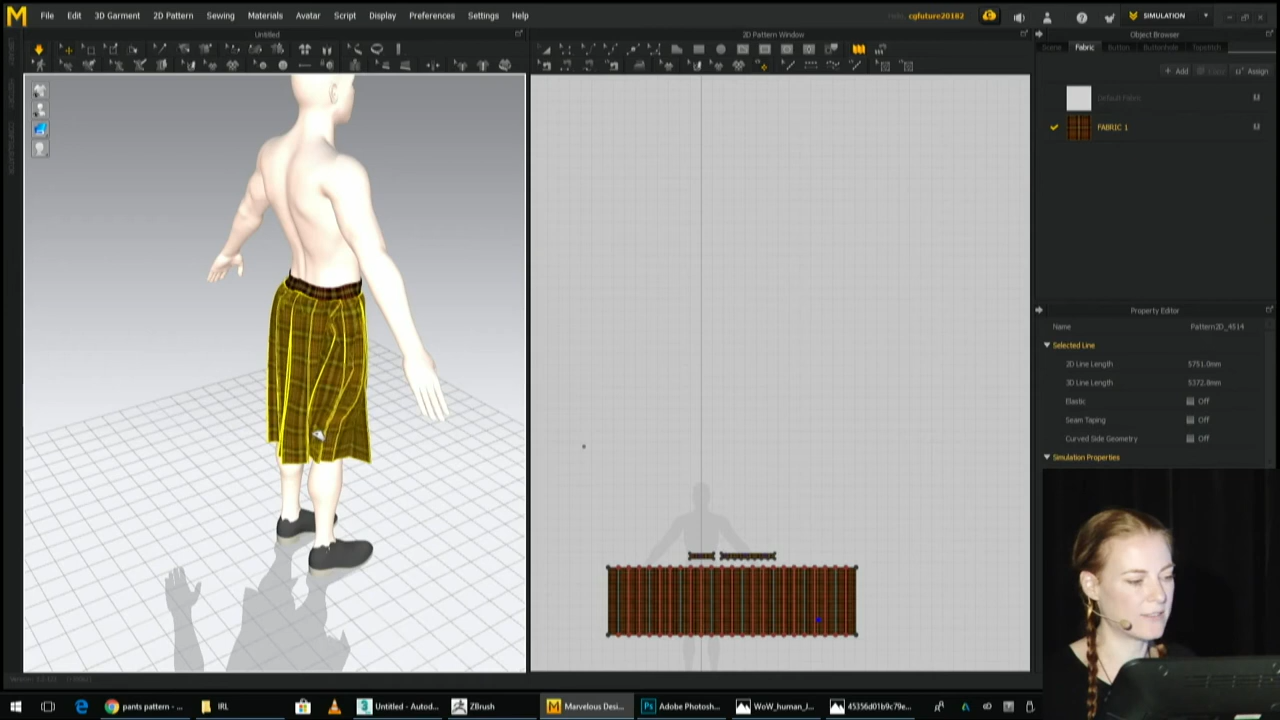 File Edit 3D Garment 2D Pattern Sewing Materials Avatar Script Display Preferences Settings Help
cgfuture20182
SIMULATION
Untitled
2D Pattern Window
Object Browser
Scene Fabric Button Buttonhole Topstitch
+ Add Copy Assign
Default Fabric
FABRIC 1
Property Editor
Name Pattern2D_4514
Selected Line
2D Line Length 5751.0mm
3D Line Length 5372.8mm
Elastic Off
Seam Taping Off
Curved Side Geometry Off
Simulation Properties
pants pattern - ...
IRL
Untitled - Autod...
ZBrush
Marvelous Desi...
Adobe Photosh...
WoW_human_J...
45356d01b9c79e...